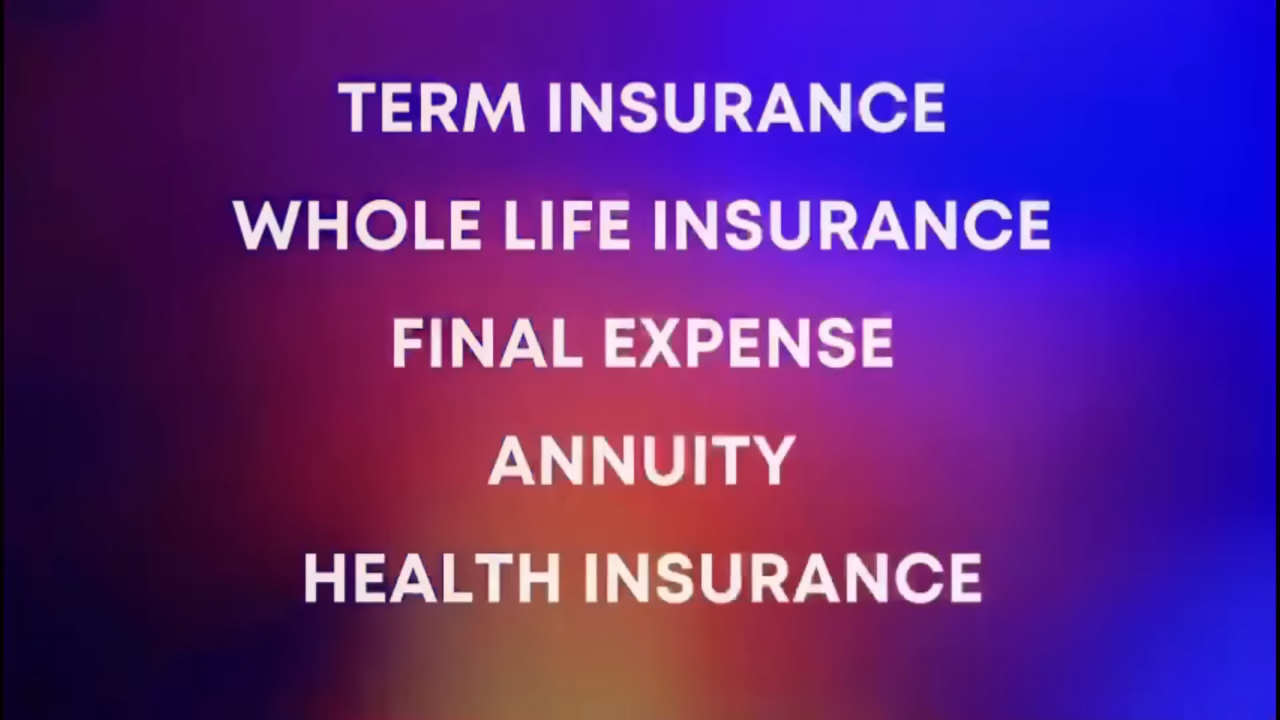 TERM INSURANCE
WHOLE LIFE INSURANCE
FINAL EXPENSE
ANNUITY
HEALTH INSURANCE